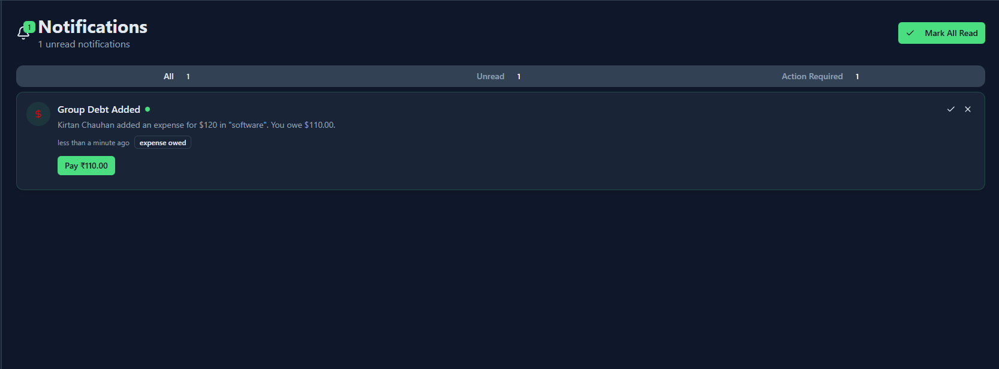 1
Notifications
1 unread notifications
Mark All Read
All 1
Unread 1
Action Required 1
$
Group Debt Added
Kirtan Chauhan added an expense for $120 in "software". You owe $110.00.
less than a minute ago expense owed
Pay ₹110.00